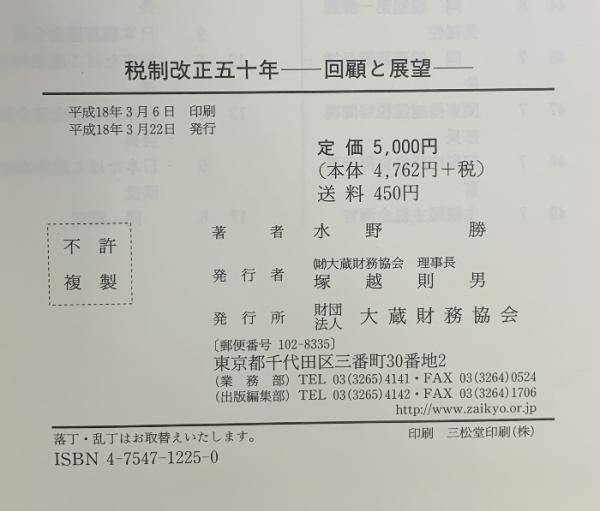 税制改正五十年――回顧と展望――
平成18年3月6日　印刷
平成18年3月22日　発行
定価 5,000円
（本体 4,762円＋税）
送料 450円
不許
複製
著者　水野勝
発行者　㈶大蔵財務協会　理事長
塚越則男
発行所　財団法人　大蔵財務協会
〔郵便番号 102-8335〕
東京都千代田区三番町30番地2
（業務部）TEL 03(3265)4141・FAX 03(3264)0524
（出版編集部）TEL 03(3265)4142・FAX 03(3264)1706
http://www.zaikyo.or.jp
落丁・乱丁はお取替えいたします。　印刷　三松堂印刷(株)
ISBN 4-7547-1225-0